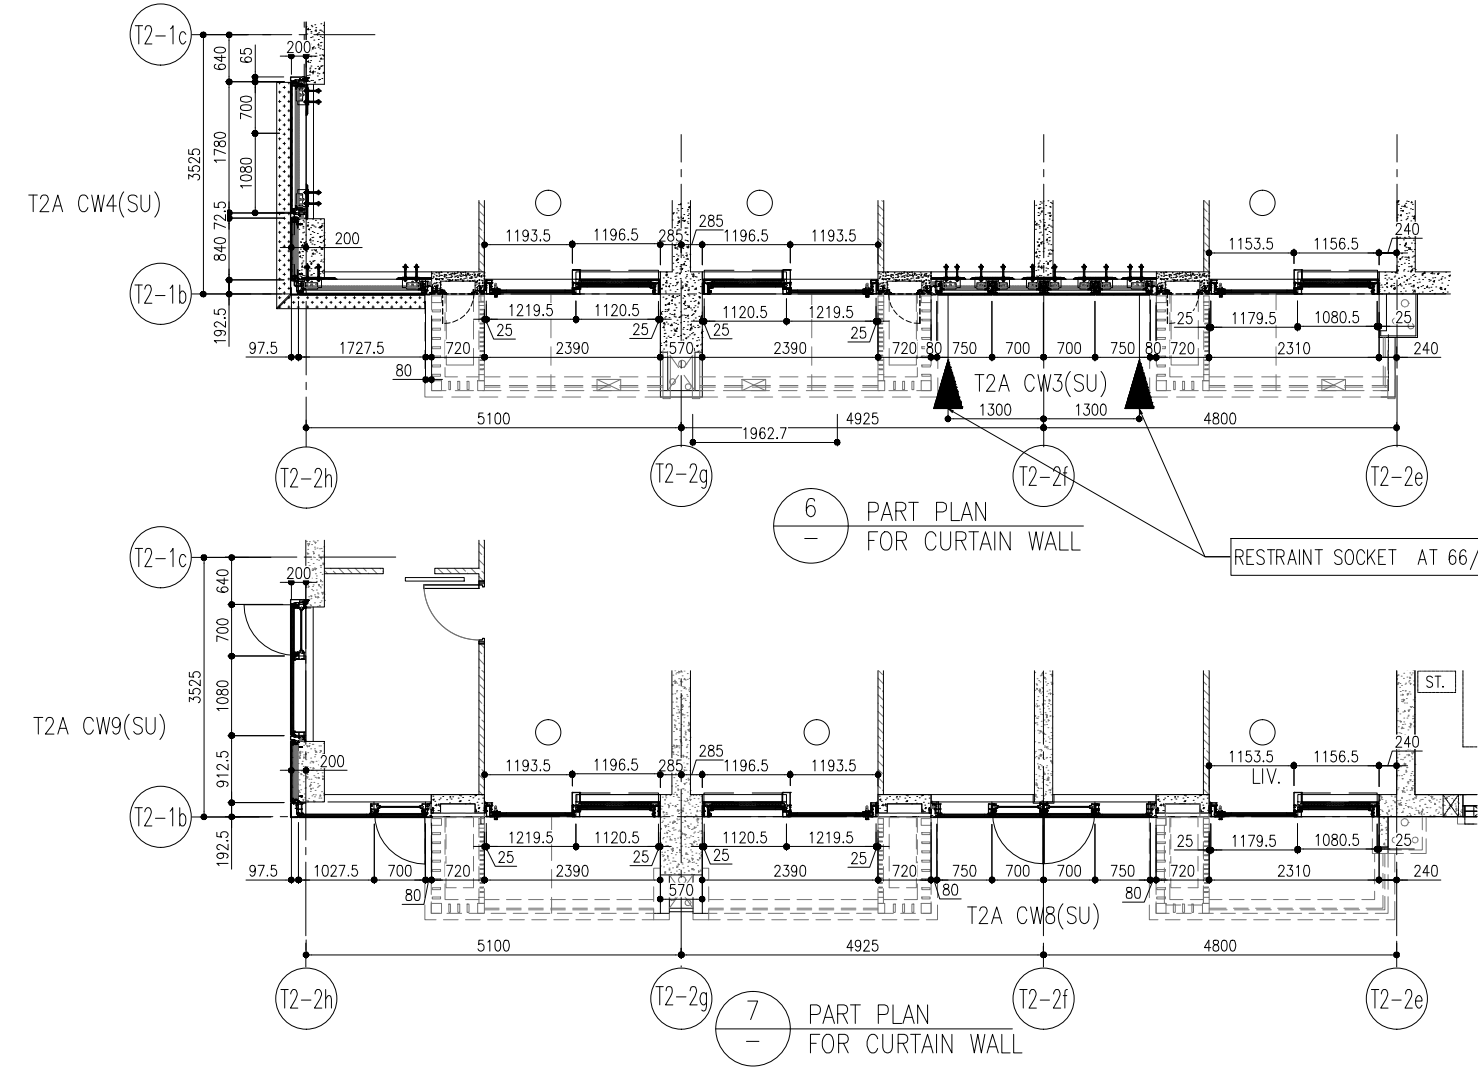 T2-1c
200
640
65
700
1780
1080
3525
72.5
840
200
192.5
T2A CW4(SU)
T2-1b
285
1193.5 1196.5 285 1196.5 1193.5
240
1153.5 1156.5
1219.5 1120.5 1120.5 1219.5 25 1179.5 1080.5 25
25 25 25 25
97.5 1727.5 720 2390 570 2390 720 80 750 700 700 750 80 720 2310 240
80
T2A CW3(SU)
1300 1300
5100 4925 4800
1962.7
T2-2h T2-2g T2-2f T2-2e
6
-
PART PLAN
FOR CURTAIN WALL
RESTRAINT SOCKET AT 66/
T2-1c
200
640
700
1080
3525
912.5
200
192.5
T2A CW9(SU)
T2-1b
ST.
285
1193.5 1196.5 285 1196.5 1193.5
240
1153.5 1156.5
LIV.
1219.5 1120.5 1120.5 1219.5 25 1179.5 1080.5 25
25 25 25 25
97.5 1027.5 700 720 2390 2390 720 750 700 700 750 720 2310 240
80 570 80 80
T2A CW8(SU)
5100 4925 4800
T2-2h T2-2g T2-2f T2-2e
7
-
PART PLAN
FOR CURTAIN WALL